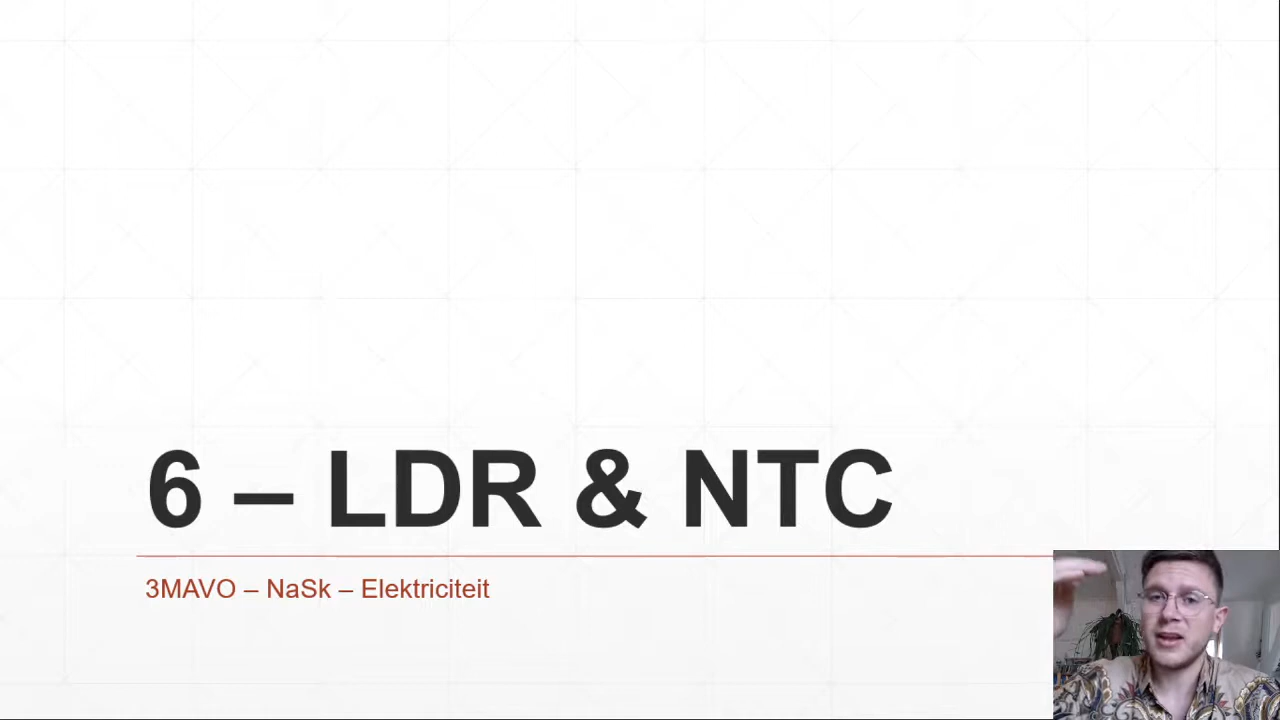 6 – LDR & NTC
3MAVO – NaSk – Elektriciteit